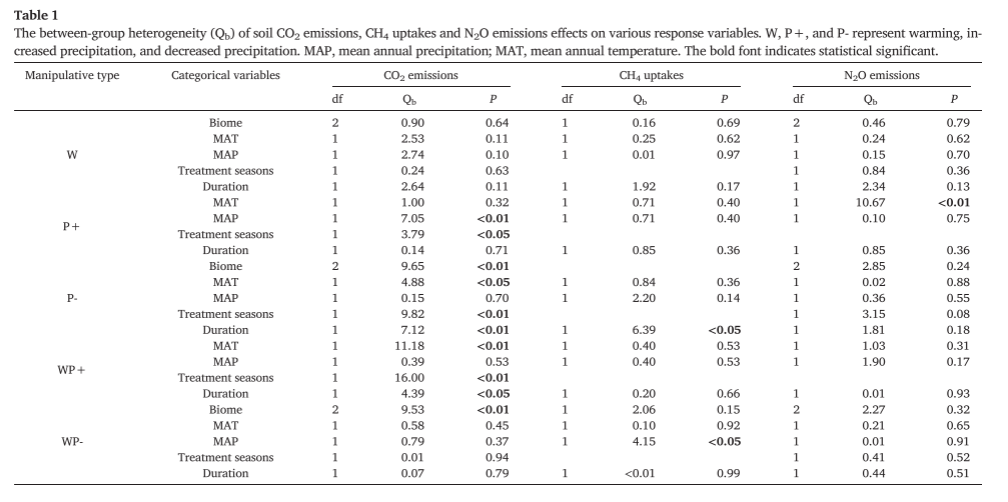 Table 1
The between-group heterogeneity (Qb) of soil CO2 emissions, CH4 uptakes and N2O emissions effects on various response variables. W, P+, and P- represent warming, in-
creased precipitation, and decreased precipitation. MAP, mean annual precipitation; MAT, mean annual temperature. The bold font indicates statistical significant.
Manipulative type Categorical variables CO2 emissions CH4 uptakes N2O emissions
df Qb P df Qb P df Qb P
Biome 2 0.90 0.64 1 0.16 0.69 2 0.46 0.79
MAT 1 2.53 0.11 1 0.25 0.62 1 0.24 0.62
W MAP 1 2.74 0.10 1 0.01 0.97 1 0.15 0.70
Treatment seasons 1 0.24 0.63 1 0.84 0.36
Duration 1 2.64 0.11 1 1.92 0.17 1 2.34 0.13
MAT 1 1.00 0.32 1 0.71 0.40 1 10.67 <0.01
P+ MAP 1 7.05 <0.01 1 0.71 0.40 1 0.10 0.75
Treatment seasons 1 3.79 <0.05
Duration 1 0.14 0.71 1 0.85 0.36 1 0.85 0.36
Biome 2 9.65 <0.01 2 2.85 0.24
MAT 1 4.88 <0.05 1 0.84 0.36 1 0.02 0.88
P- MAP 1 0.15 0.70 1 2.20 0.14 1 0.36 0.55
Treatment seasons 1 9.82 <0.01 1 3.15 0.08
Duration 1 7.12 <0.01 1 6.39 <0.05 1 1.81 0.18
MAT 1 11.18 <0.01 1 0.40 0.53 1 1.03 0.31
WP+ MAP 1 0.39 0.53 1 0.40 0.53 1 1.90 0.17
Treatment seasons 1 16.00 <0.01
Duration 1 4.39 <0.05 1 0.20 0.66 1 0.01 0.93
Biome 2 9.53 <0.01 1 2.06 0.15 2 2.27 0.32
MAT 1 0.58 0.45 1 0.10 0.92 1 0.21 0.65
WP- MAP 1 0.79 0.37 1 4.15 <0.05 1 0.01 0.91
Treatment seasons 1 0.01 0.94 1 0.41 0.52
Duration 1 0.07 0.79 1 <0.01 0.99 1 0.44 0.51